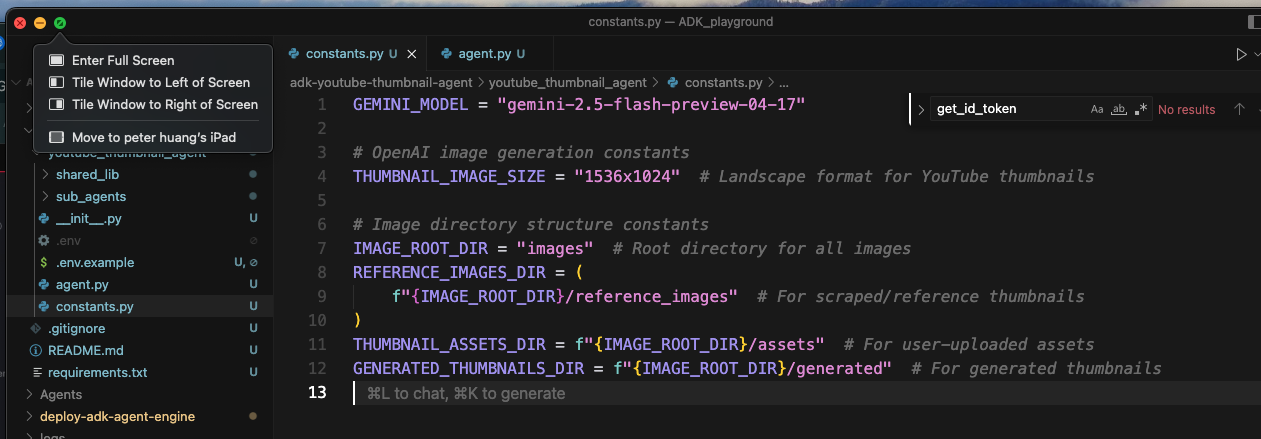 constants.py — ADK_playground
Enter Full Screen
Tile Window to Left of Screen
Tile Window to Right of Screen
Move to peter huang's iPad
youtube_thumbnail_agent
shared_lib
sub_agents
__init__.py U
.env
$ .env.example U,
agent.py U
constants.py U
.gitignore U
README.md U
requirements.txt U
Agents
deploy-adk-agent-engine
logs
constants.py U
agent.py U
adk-youtube-thumbnail-agent > youtube_thumbnail_agent > constants.py > ...
get_id_token Aa ab .* No results
1 GEMINI_MODEL = "gemini-2.5-flash-preview-04-17"
2
3 # OpenAI image generation constants
4 THUMBNAIL_IMAGE_SIZE = "1536x1024" # Landscape format for YouTube thumbnails
5
6 # Image directory structure constants
7 IMAGE_ROOT_DIR = "images" # Root directory for all images
8 REFERENCE_IMAGES_DIR = (
9 f"{IMAGE_ROOT_DIR}/reference_images" # For scraped/reference thumbnails
10 )
11 THUMBNAIL_ASSETS_DIR = f"{IMAGE_ROOT_DIR}/assets" # For user-uploaded assets
12 GENERATED_THUMBNAILS_DIR = f"{IMAGE_ROOT_DIR}/generated" # For generated thumbnails
13 ⌘L to chat, ⌘K to generate